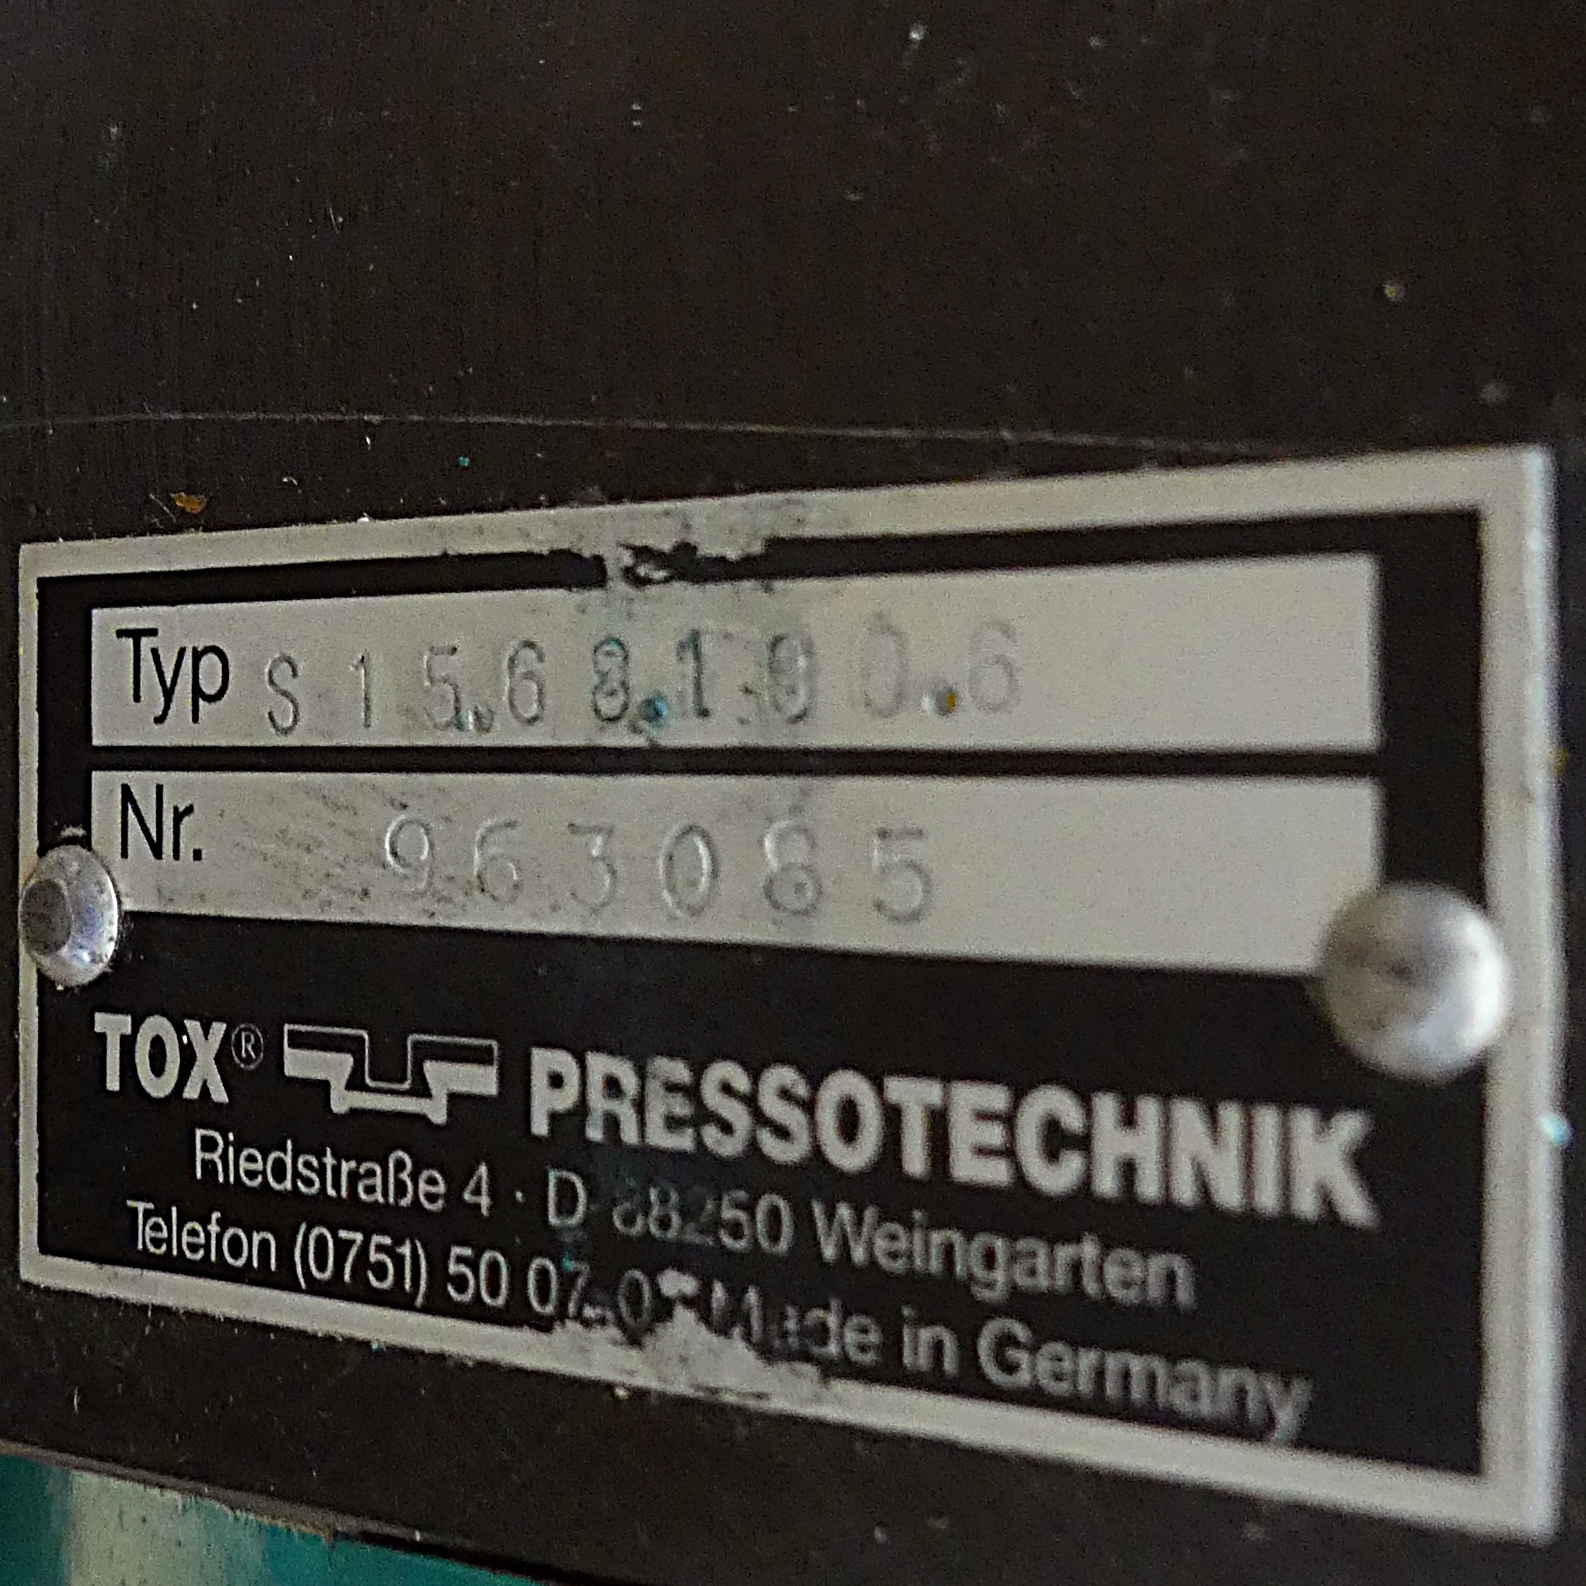 Typ S 15.68.100.6
Nr. 963085
TOX® PRESSOTECHNIK
Riedstraße 4 · D 88250 Weingarten
Telefon (0751) 50 07-0 Made in Germany